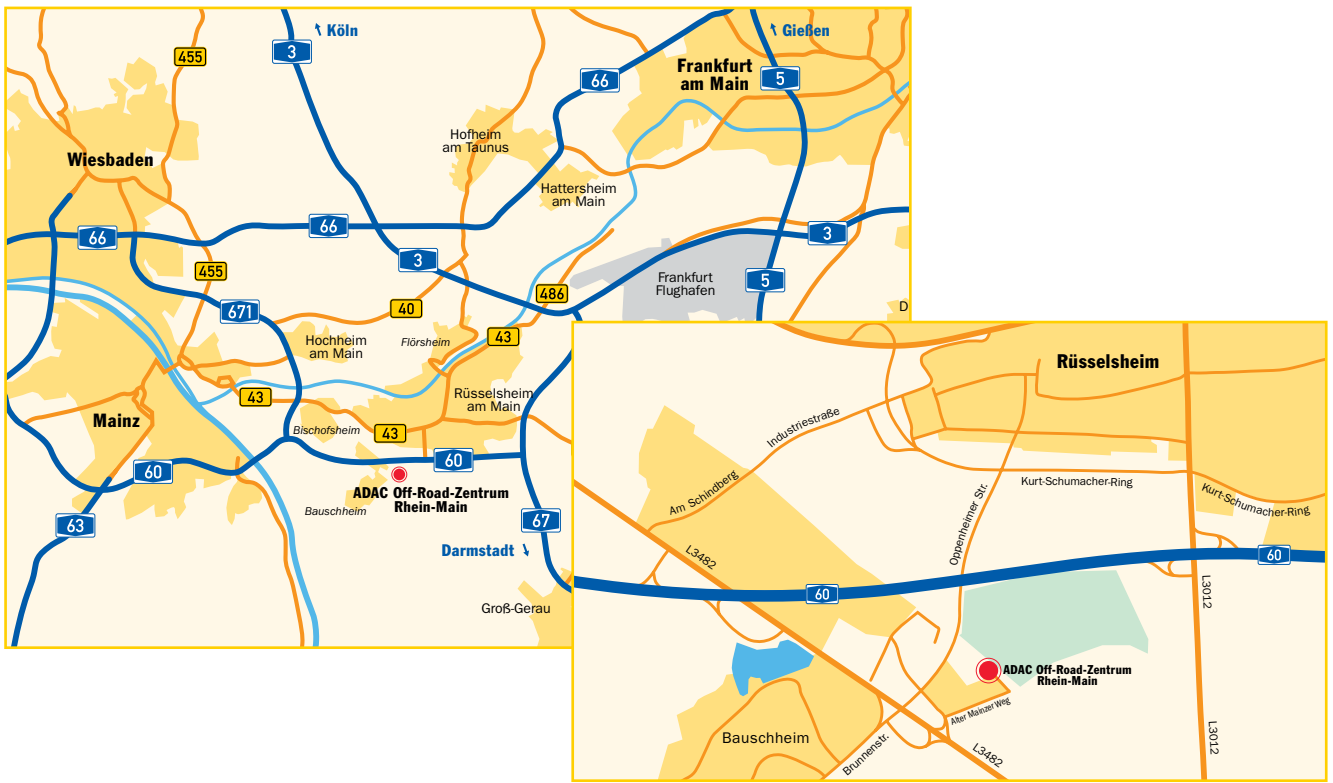 Köln
Gießen
3
455
Frankfurt
am Main
66
5
Hofheim
am Taunus
Wiesbaden
Hattersheim
am Main
66
66
3
3
455
Frankfurt
Flughafen
5
486
671
40
D
43
Hochheim
am Main
Flörsheim
Rüsselsheim
am Main
43
Mainz
Bischofsheim
43
60
60
ADAC Off-Road-Zentrum
Rhein-Main
Bauschheim
63
67
Darmstadt
Groß-Gerau
Rüsselsheim
Industriestraße
Am Schindberg
Kurt-Schumacher-Ring
Kurt-Schumacher-Ring
Oppenheimer Str.
L3482
60
60
L3012
ADAC Off-Road-Zentrum
Rhein-Main
Alter Mainzer Weg
Bauschheim
Brunnenstr.
L3482
L3012